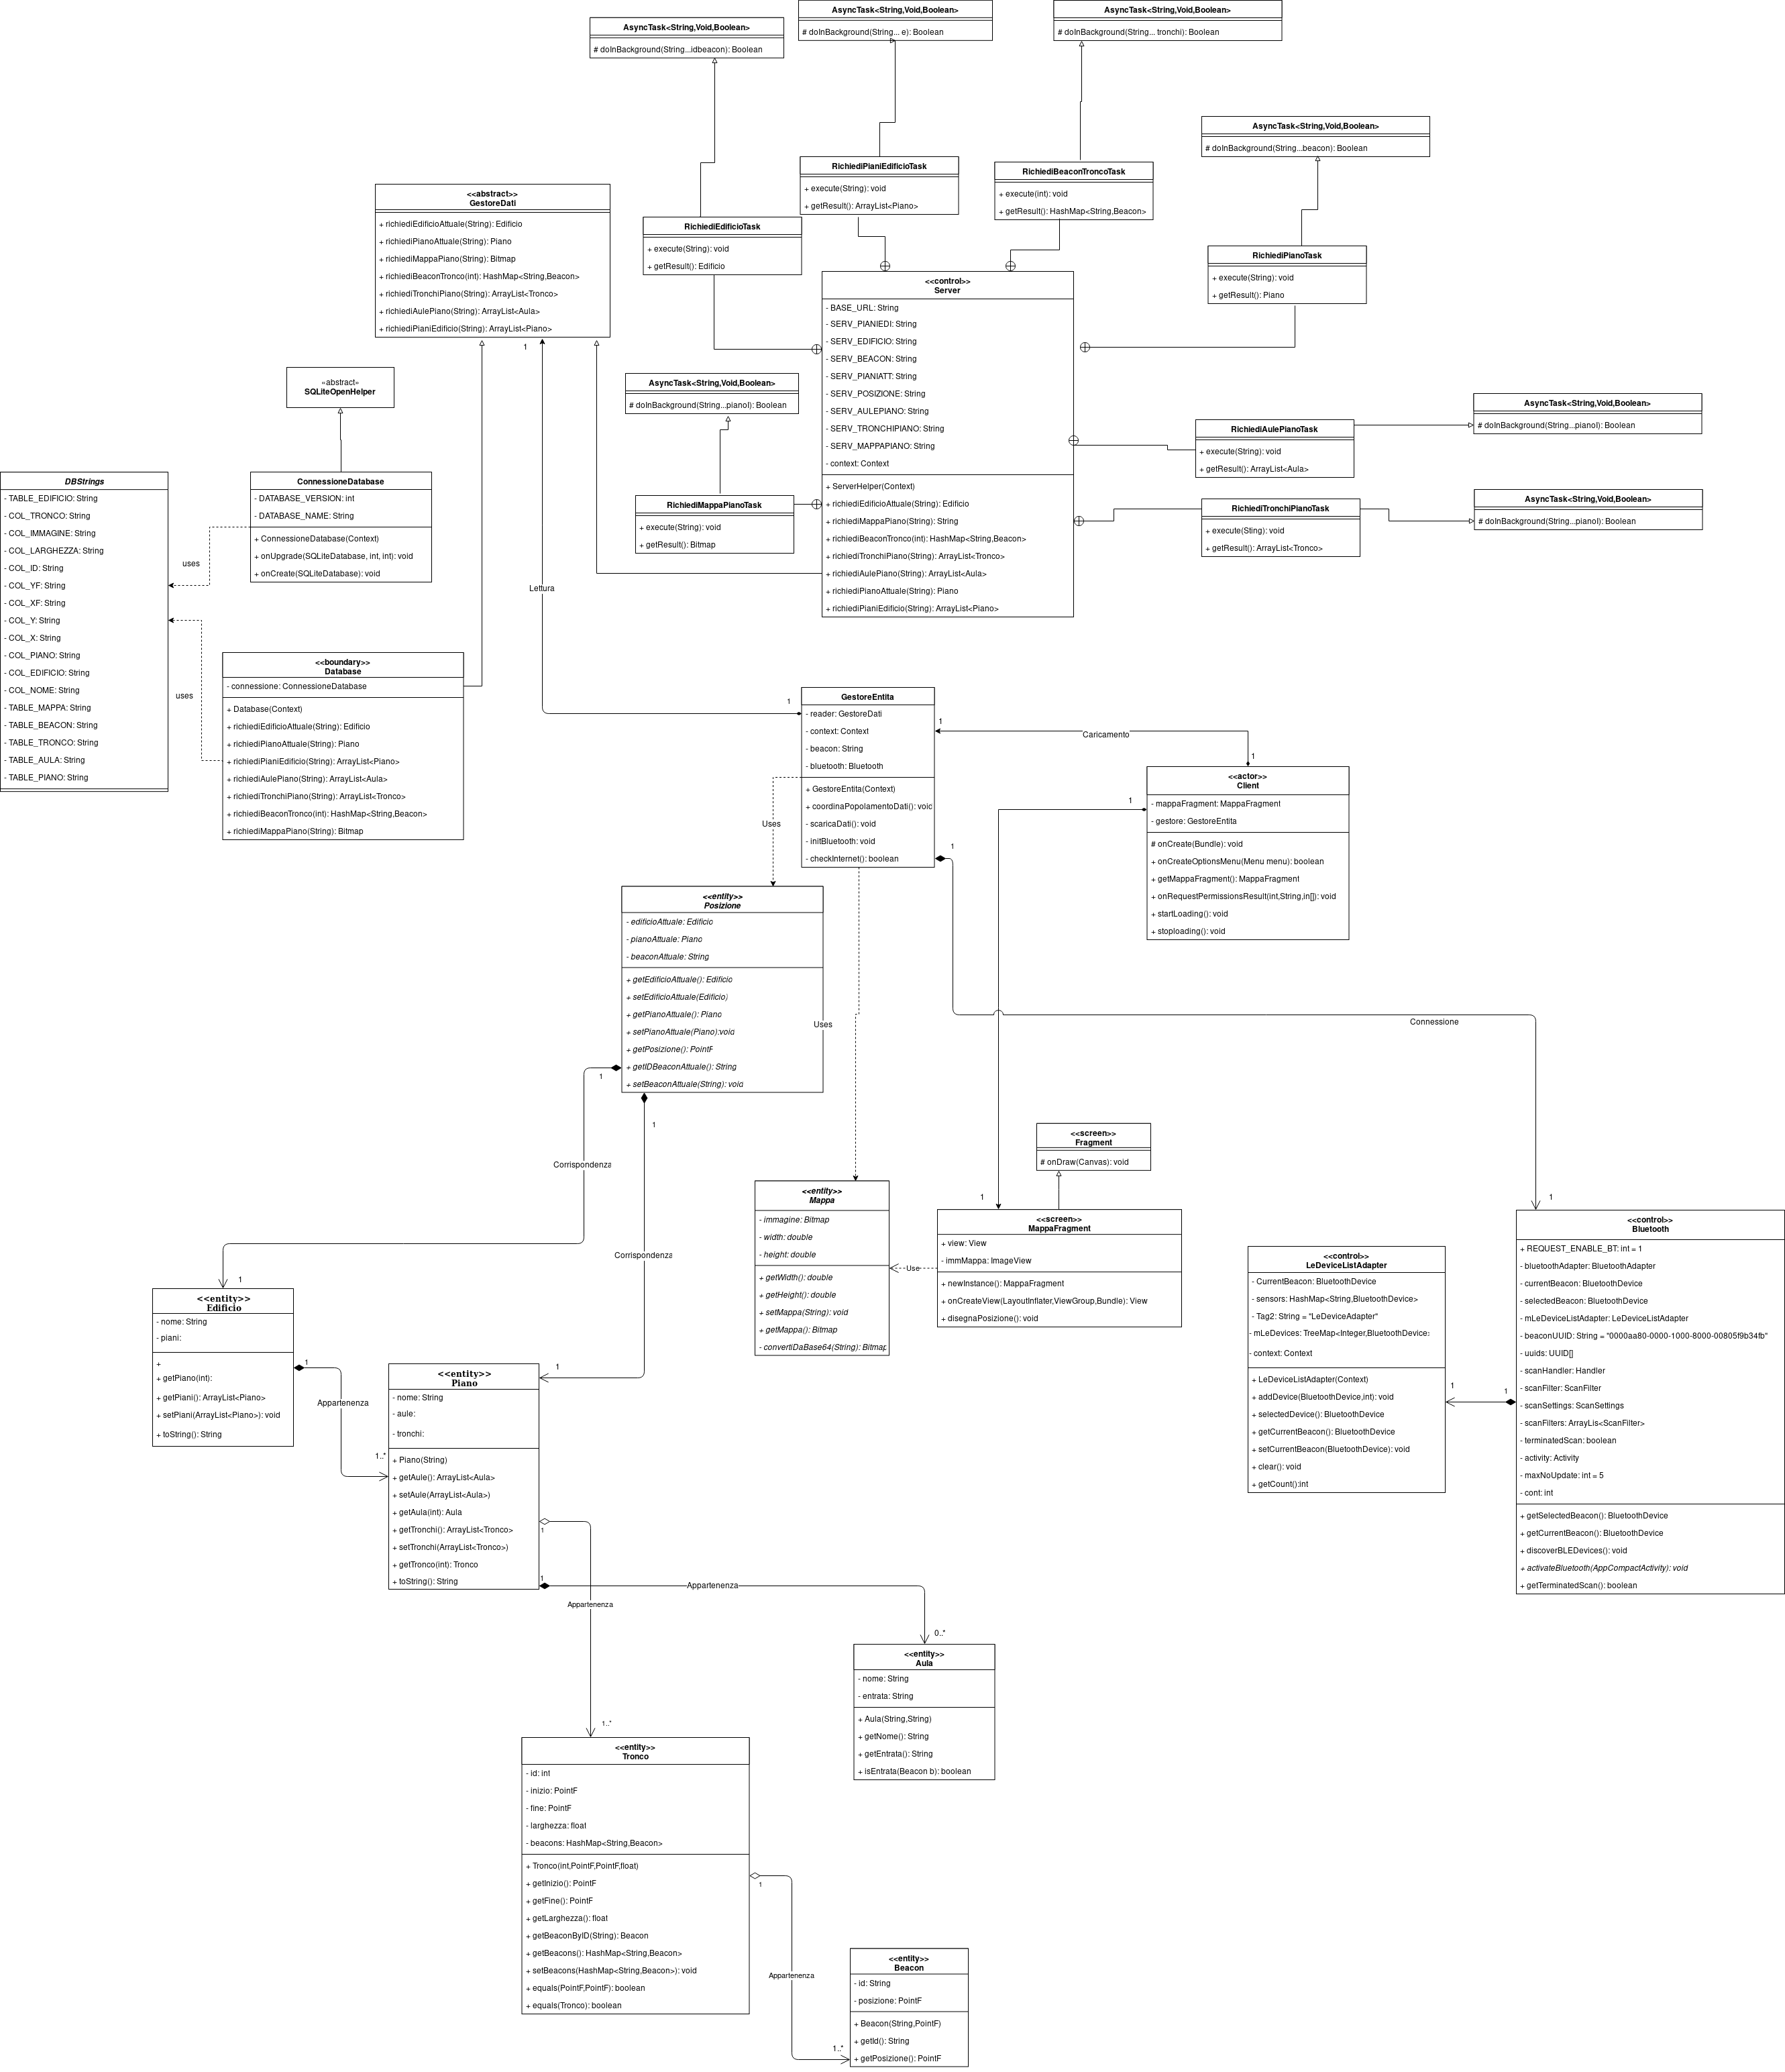 AsyncTask<String,Void,Boolean>
# doInBackground(String... e): Boolean
AsyncTask<String,Void,Boolean>
# doInBackground(String... tronchi): Boolean
AsyncTask<String,Void,Boolean>
# doInBackground(String...idbeacon): Boolean
AsyncTask<String,Void,Boolean>
# doInBackground(String...beacon): Boolean
RichiediPianiEdificioTask
+ execute(String): void
+ getResult(): ArrayList<Piano>
RichiediBeaconTroncoTask
+ execute(int): void
+ getResult(): HashMap<String,Beacon>
<<abstract>>
GestoreDati
+ richiediEdificioAttuale(String): Edificio
+ richiediPianoAttuale(String): Piano
+ richiediMappaPiano(String): Bitmap
+ richiediBeaconTronco(int): HashMap<String,Beacon>
+ richiediTronchiPiano(String): ArrayList<Tronco>
+ richiediAulePiano(String): ArrayList<Aula>
+ richiediPianiEdificio(String): ArrayList<Piano>
RichiediEdificioTask
+ execute(String): void
+ getResult(): Edificio
RichiediPianoTask
+ execute(String): void
+ getResult(): Piano
<<control>>
Server
- BASE_URL: String
- SERV_PIANIEDI: String
- SERV_EDIFICIO: String
- SERV_BEACON: String
- SERV_PIANIATT: String
- SERV_POSIZIONE: String
- SERV_AULEPIANO: String
- SERV_TRONCHIPIANO: String
- SERV_MAPPAPIANO: String
- context: Context
+ ServerHelper(Context)
+ richiediEdificioAttuale(String): Edificio
+ richiediMappaPiano(String): String
+ richiediBeaconTronco(int): HashMap<String,Beacon>
+ richiediTronchiPiano(String): ArrayList<Tronco>
+ richiediAulePiano(String): ArrayList<Aula>
+ richiediPianoAttuale(String): Piano
+ richiediPianiEdificio(String): ArrayList<Piano>
1
«abstract»
SQLiteOpenHelper
AsyncTask<String,Void,Boolean>
# doInBackground(String...pianoI): Boolean
AsyncTask<String,Void,Boolean>
# doInBackground(String...pianoI): Boolean
RichiediAulePianoTask
+ execute(String): void
+ getResult(): ArrayList<Aula>
RichiediMappaPianoTask
+ execute(String): void
+ getResult(): Bitmap
RichiediTronchiPianoTask
+ execute(Sting): void
+ getResult(): ArrayList<Tronco>
AsyncTask<String,Void,Boolean>
# doInBackground(String...pianoI): Boolean
DBStrings
- TABLE_EDIFICIO: String
- COL_TRONCO: String
- COL_IMMAGINE: String
- COL_LARGHEZZA: String
- COL_ID: String
- COL_YF: String
- COL_XF: String
- COL_Y: String
- COL_X: String
- COL_PIANO: String
- COL_EDIFICIO: String
- COL_NOME: String
- TABLE_MAPPA: String
- TABLE_BEACON: String
- TABLE_TRONCO: String
- TABLE_AULA: String
- TABLE_PIANO: String
ConnessioneDatabase
- DATABASE_VERSION: int
- DATABASE_NAME: String
+ ConnessioneDatabase(Context)
+ onUpgrade(SQLiteDatabase, int, int): void
+ onCreate(SQLiteDatabase): void
uses
Lettura
uses
<<boundary>>
Database
- connessione: ConnessioneDatabase
+ Database(Context)
+ richiediEdificioAttuale(String): Edificio
+ richiediPianoAttuale(String): Piano
+ richiediPianiEdificio(String): ArrayList<Piano>
+ richiediAulePiano(String): ArrayList<Aula>
+ richiediTronchiPiano(String): ArrayList<Tronco>
+ richiediBeaconTronco(int): HashMap<String,Beacon>
+ richiediMappaPiano(String): Bitmap
1
GestoreEntita
- reader: GestoreDati
- context: Context
- beacon: String
- bluetooth: Bluetooth
+ GestoreEntita(Context)
+ coordinaPopolamentoDati(): void
- scaricaDati(): void
- initBluetooth: void
- checkInternet(): boolean
1
Caricamento
1
<<actor>>
Client
- mappaFragment: MappaFragment
- gestore: GestoreEntita
# onCreate(Bundle): void
+ onCreateOptionsMenu(Menu menu): boolean
+ getMappaFragment(): MappaFragment
+ onRequestPermissionsResult(int,String,in[]): void
+ startLoading(): void
+ stoploading(): void
1
Uses
1
<<entity>>
Posizione
- edificioAttuale: Edificio
- pianoAttuale: Piano
- beaconAttuale: String
+ getEdificioAttuale(): Edificio
+ setEdificioAttuale(Edificio)
+ getPianoAttuale(): Piano
+ setPianoAttuale(Piano):void
+ getPosizione(): PointF
+ getIDBeaconAttuale(): String
+ setBeaconAttuale(String): void
Uses
Connessione
1
1
Corrispondenza
Corrispondenza
<<screen>>
Fragment
# onDraw(Canvas): void
<<entity>>
Mappa
- immagine: Bitmap
- width: double
- height: double
+ getWidth(): double
+ getHeight(): double
+ setMappa(String): void
+ getMappa(): Bitmap
- convertiDaBase64(String): Bitmap
1
<<screen>>
MappaFragment
+ view: View
- immMappa: ImageView
+ newInstance(): MappaFragment
+ onCreateView(LayoutInflater,ViewGroup,Bundle): View
+ disegnaPosizione(): void
Use
1
<<control>>
Bluetooth
+ REQUEST_ENABLE_BT: int = 1
- bluetoothAdapter: BluetoothAdapter
- currentBeacon: BluetoothDevice
- selectedBeacon: BluetoothDevice
- mLeDeviceListAdapter: LeDeviceListAdapter
- beaconUUID: String = "0000aa80-0000-1000-8000-00805f9b34fb"
- uuids: UUID[]
- scanHandler: Handler
- scanFilter: ScanFilter
- scanSettings: ScanSettings
- scanFilters: ArrayLis<ScanFilter>
- terminatedScan: boolean
- activity: Activity
- maxNoUpdate: int = 5
- cont: int
+ getSelectedBeacon(): BluetoothDevice
+ getCurrentBeacon(): BluetoothDevice
+ discoverBLEDevices(): void
+ activateBluetooth(AppCompactActivity): void
+ getTerminatedScan(): boolean
<<control>>
LeDeviceListAdapter
- CurrentBeacon: BluetoothDevice
- sensors: HashMap<String,BluetoothDevice>
- Tag2: String = "LeDeviceAdapter"
- mLeDevices: TreeMap<Integer,BluetoothDevice>
- context: Context
+ LeDeviceListAdapter(Context)
+ addDevice(BluetoothDevice,int): void
+ selectedDevice(): BluetoothDevice
+ getCurrentBeacon(): BluetoothDevice
+ setCurrentBeacon(BluetoothDevice): void
+ clear(): void
+ getCount():int
1
1
1
<<entity>>
Edificio
- nome: String
- piani:
+
+ getPiano(int):
+ getPiani(): ArrayList<Piano>
+ setPiani(ArrayList<Piano>): void
+ toString(): String
1
Appartenenza
1..*
1
<<entity>>
Piano
- nome: String
- aule:
- tronchi:
+ Piano(String)
+ getAule(): ArrayList<Aula>
+ setAule(ArrayList<Aula>)
+ getAula(int): Aula
+ getTronchi(): ArrayList<Tronco>
+ setTronchi(ArrayList<Tronco>)
+ getTronco(int): Tronco
+ toString(): String
1
1
Appartenenza
Appartenenza
0..*
<<entity>>
Aula
- nome: String
- entrata: String
+ Aula(String,String)
+ getNome(): String
+ getEntrata(): String
+ isEntrata(Beacon b): boolean
1..*
<<entity>>
Tronco
- id: int
- inizio: PointF
- fine: PointF
- larghezza: float
- beacons: HashMap<String,Beacon>
+ Tronco(int,PointF,PointF,float)
+ getInizio(): PointF
+ getFine(): PointF
+ getLarghezza(): float
+ getBeaconByID(String): Beacon
+ getBeacons(): HashMap<String,Beacon>
+ setBeacons(HashMap<String,Beacon>): void
+ equals(PointF,PointF): boolean
+ equals(Tronco): boolean
1
Appartenenza
1..*
<<entity>>
Beacon
- id: String
- posizione: PointF
+ Beacon(String,PointF)
+ getId(): String
+ getPosizione(): PointF